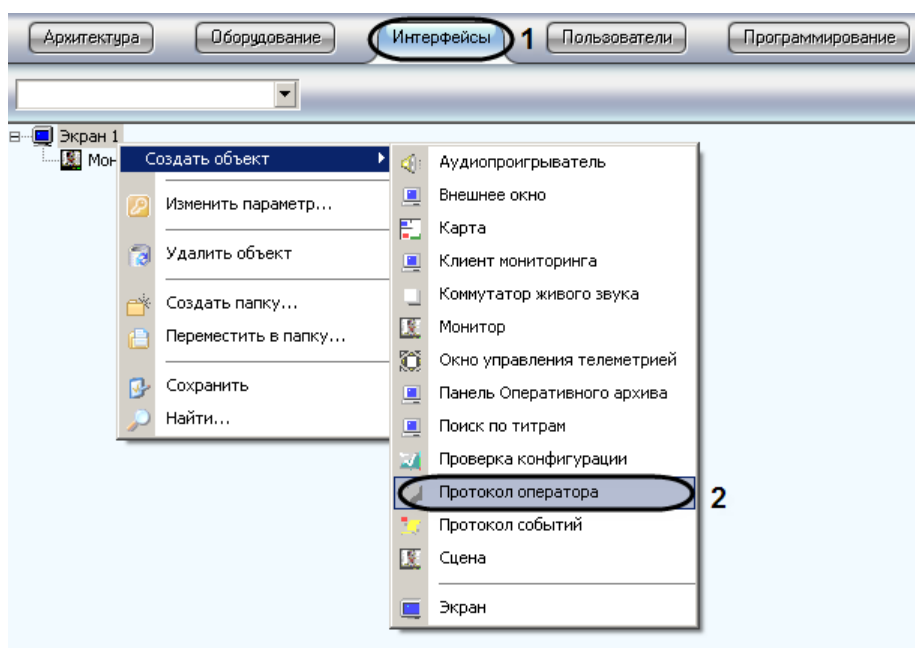 Архитектура Оборудование Интерфейсы 1 Пользователи Программирование
Экран 1
Мон
Создать объект
Изменить параметр...
Удалить объект
Создать папку...
Переместить в папку...
Сохранить
Найти...
Аудиопроигрыватель
Внешнее окно
Карта
Клиент мониторинга
Коммутатор живого звука
Монитор
Окно управления телеметрией
Панель Оперативного архива
Поиск по титрам
Проверка конфигурации
Протокол оператора 2
Протокол событий
Сцена
Экран